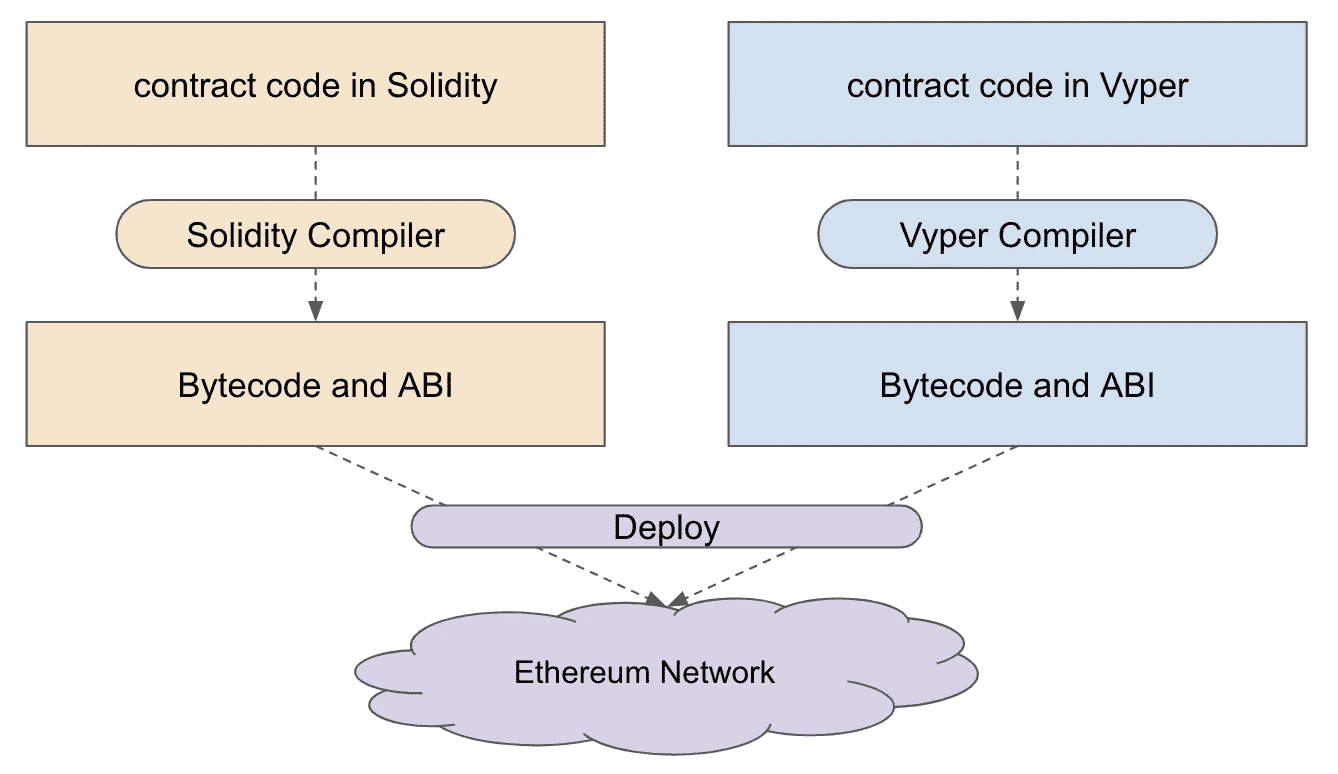 contract code in Solidity
contract code in Vyper
Solidity Compiler
Vyper Compiler
Bytecode and ABI
Bytecode and ABI
Deploy
Ethereum Network